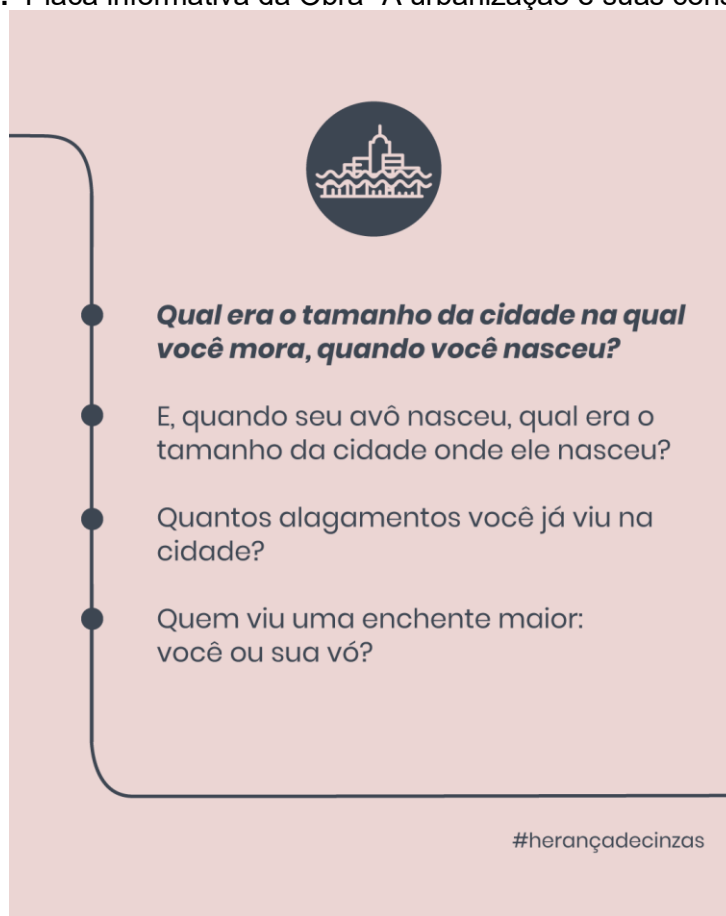 Placa informativa da Obra "A urbanização e suas cons
Qual era o tamanho da cidade na qual
você mora, quando você nasceu?
E, quando seu avô nasceu, qual era o
tamanho da cidade onde ele nasceu?
Quantos alagamentos você já viu na
cidade?
Quem viu uma enchente maior:
você ou sua vó?
#herançadecinzas